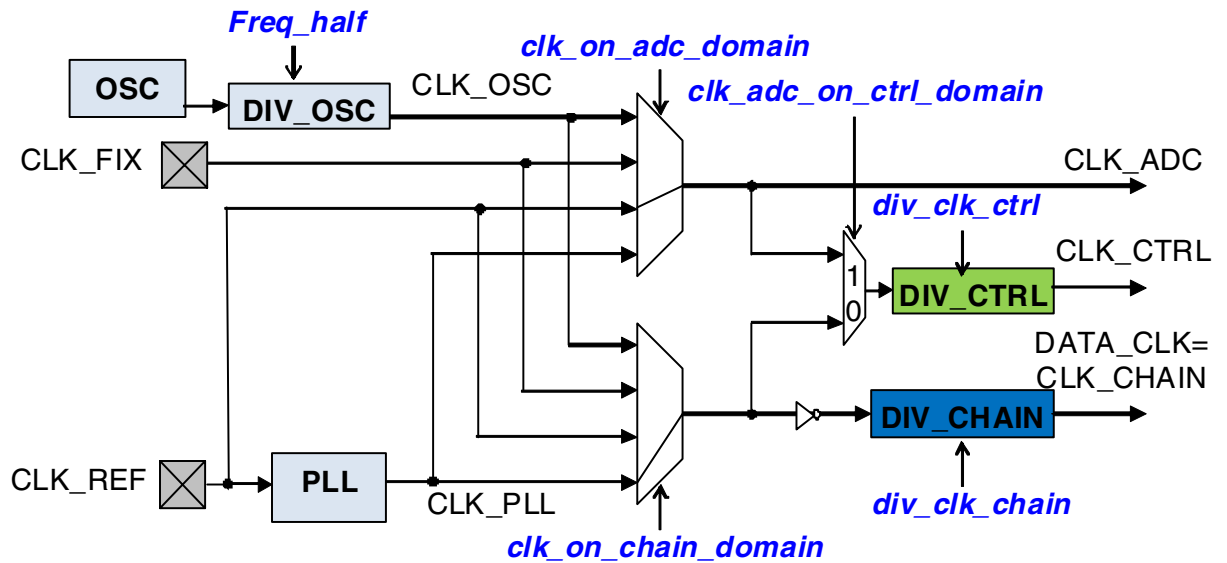 Freq_half
clk_on_adc_domain
OSC
DIV_OSC
CLK_OSC
clk_adc_on_ctrl_domain
CLK_FIX
CLK_ADC
div_clk_ctrl
CLK_CTRL
1
0
DIV_CTRL
DATA_CLK=
CLK_CHAIN
DIV_CHAIN
CLK_REF
PLL
CLK_PLL
div_clk_chain
clk_on_chain_domain